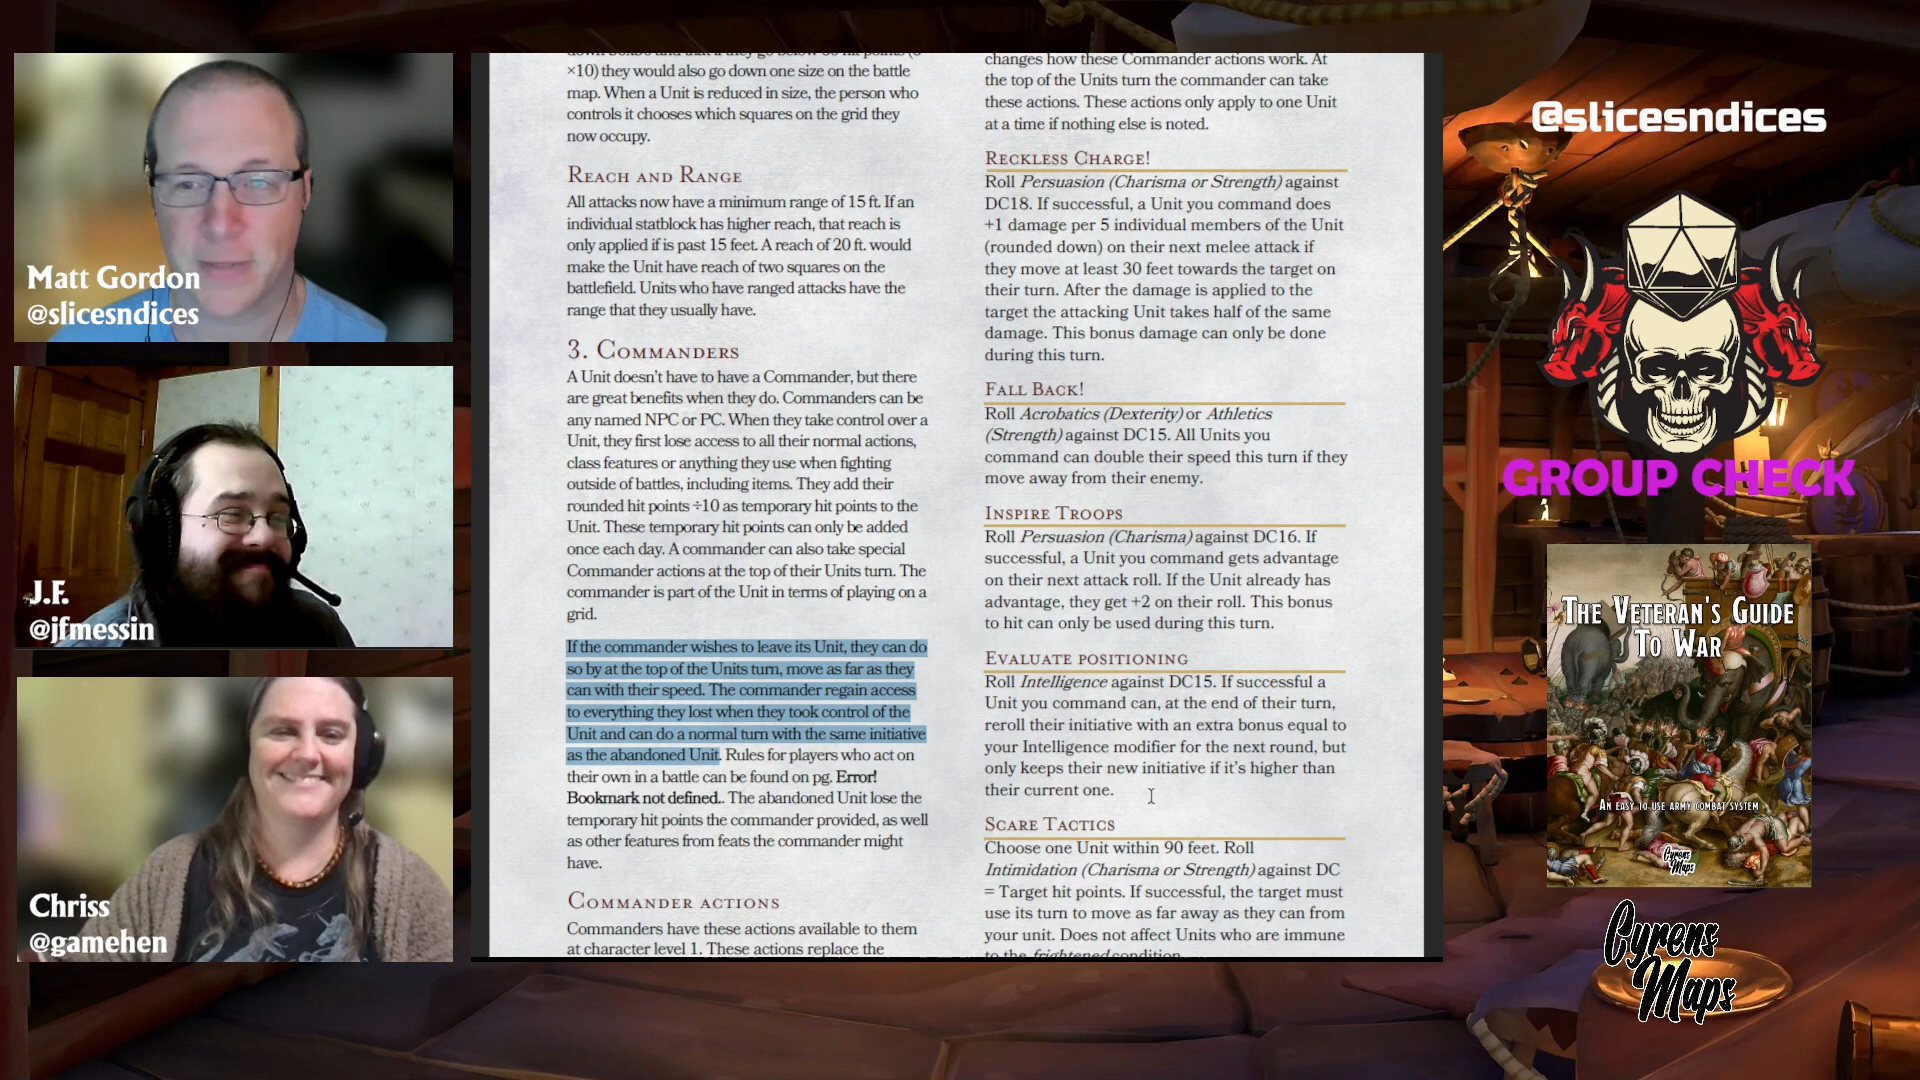 Matt Gordon
@slicesndices
J.F.
@jfmessin
Chriss
@gamehen
×10) they would also go down one size on the battle
map. When a Unit is reduced in size, the person who
controls it chooses which squares on the grid they
now occupy.
Reach and Range
All attacks now have a minimum range of 15 ft. If an
individual statblock has higher reach, that reach is
only applied if is past 15 feet. A reach of 20 ft. would
make the Unit have reach of two squares on the
battlefield. Units who have ranged attacks have the
range that they usually have.
3. Commanders
A Unit doesn't have to have a Commander, but there
are great benefits when they do. Commanders can be
any named NPC or PC. When they take control over a
Unit, they first lose access to all their normal actions,
class features or anything they use when fighting
outside of battles, including items. They add their
rounded hit points ÷10 as temporary hit points to the
Unit. These temporary hit points can only be added
once each day. A commander can also take special
Commander actions at the top of their Units turn. The
commander is part of the Unit in terms of playing on a
grid.
If the commander wishes to leave its Unit, they can do
so by at the top of the Units turn, move as far as they
can with their speed. The commander regain access
to everything they lost when they took control of the
Unit and can do a normal turn with the same initiative
as the abandoned Unit. Rules for players who act on
their own in a battle can be found on pg. Error!
Bookmark not defined.. The abandoned Unit lose the
temporary hit points the commander provided, as well
as other features from feats the commander might
have.
Commander actions
Commanders have these actions available to them
at character level 1. These actions replace the
changes how these Commander actions work. At
the top of the Units turn the commander can take
these actions. These actions only apply to one Unit
at a time if nothing else is noted.
Reckless Charge!
Roll Persuasion (Charisma or Strength) against
DC18. If successful, a Unit you command does
+1 damage per 5 individual members of the Unit
(rounded down) on their next melee attack if
they move at least 30 feet towards the target on
their turn. After the damage is applied to the
target the attacking Unit takes half of the same
damage. This bonus damage can only be done
during this turn.
Fall Back!
Roll Acrobatics (Dexterity) or Athletics
(Strength) against DC15. All Units you
command can double their speed this turn if they
move away from their enemy.
Inspire Troops
Roll Persuasion (Charisma) against DC16. If
successful, a Unit you command gets advantage
on their next attack roll. If the Unit already has
advantage, they get +2 on their roll. This bonus
to hit can only be used during this turn.
Evaluate positioning
Roll Intelligence against DC15. If successful a
Unit you command can, at the end of their turn,
reroll their initiative with an extra bonus equal to
your Intelligence modifier for the next round, but
only keeps their new initiative if it's higher than
their current one.
Scare Tactics
Choose one Unit within 90 feet. Roll
Intimidation (Charisma or Strength) against DC
= Target hit points. If successful, the target must
use its turn to move as far away as they can from
your unit. Does not affect Units who are immune
to the frightened condition.
@slicesndices
GROUP CHECK
The Veteran's Guide
To War
An easy to use army combat system
Cyrens
Maps
Cyrens
Maps